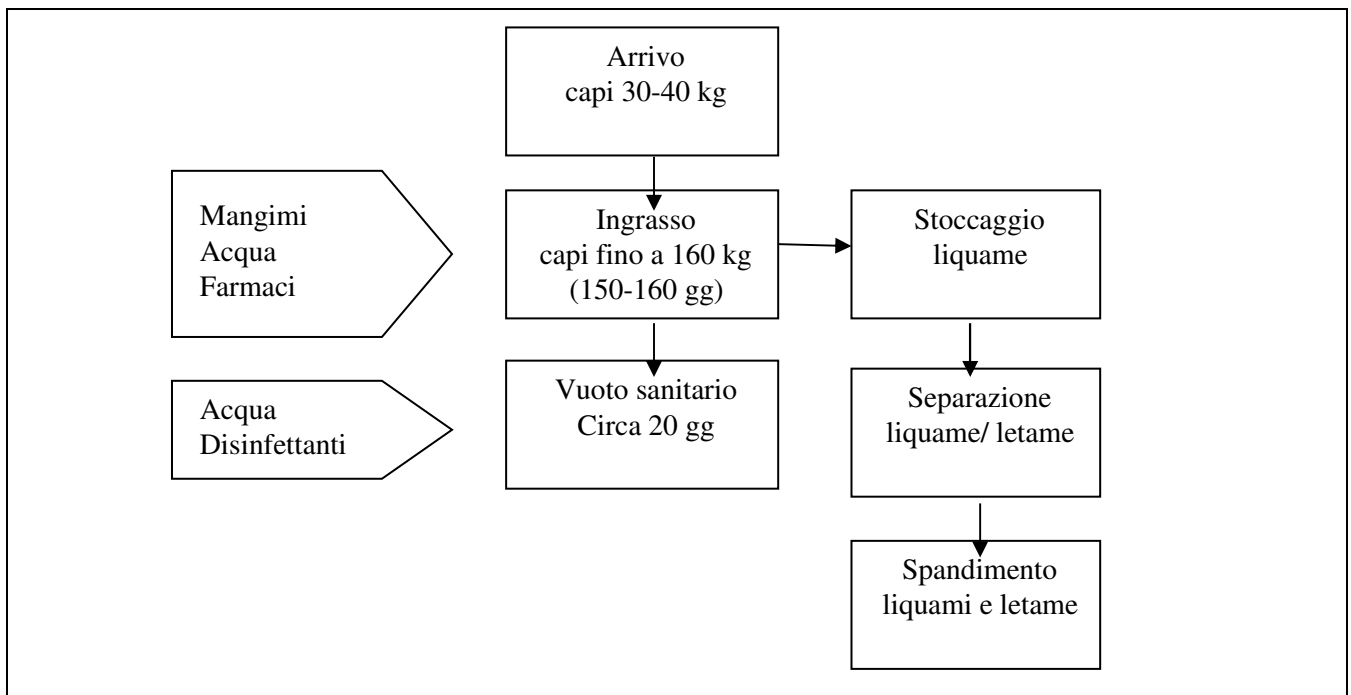 Arrivo
capi 30-40 kg
Mangimi
Acqua
Farmaci
Ingrasso
capi fino a 160 kg
(150-160 gg)
Stoccaggio
liquame
Acqua
Disinfettanti
Vuoto sanitario
Circa 20 gg
Separazione
liquame/ letame
Spandimento
liquami e letame